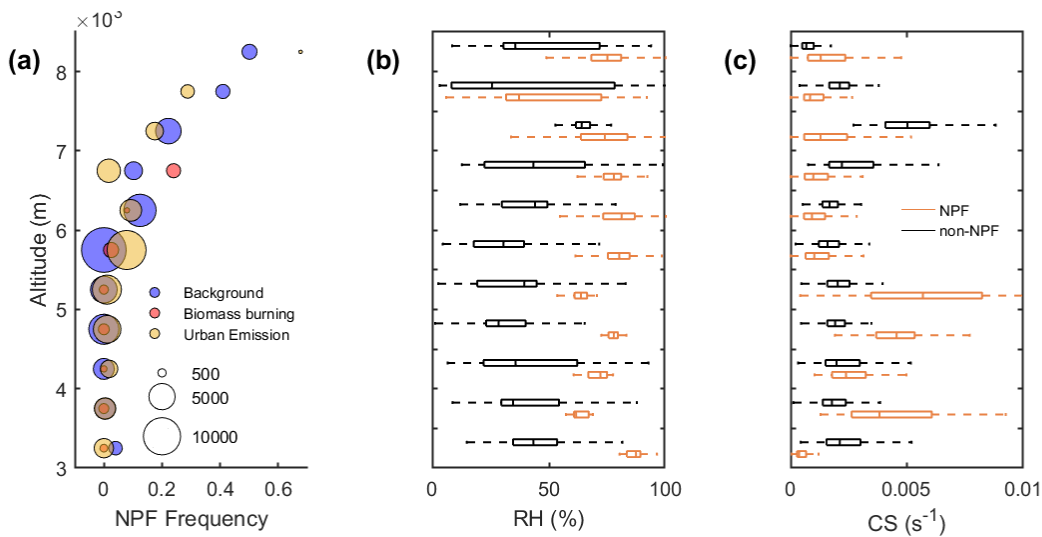 ×10³
(a)
8
7
6
5
4
3
Altitude (m)
Background
Biomass burning
Urban Emission
500
5000
10000
0 0.2 0.4 0.6
NPF Frequency
(b)
0 50 100
RH (%)
(c)
NPF
non-NPF
0 0.005 0.01
CS (s⁻¹)